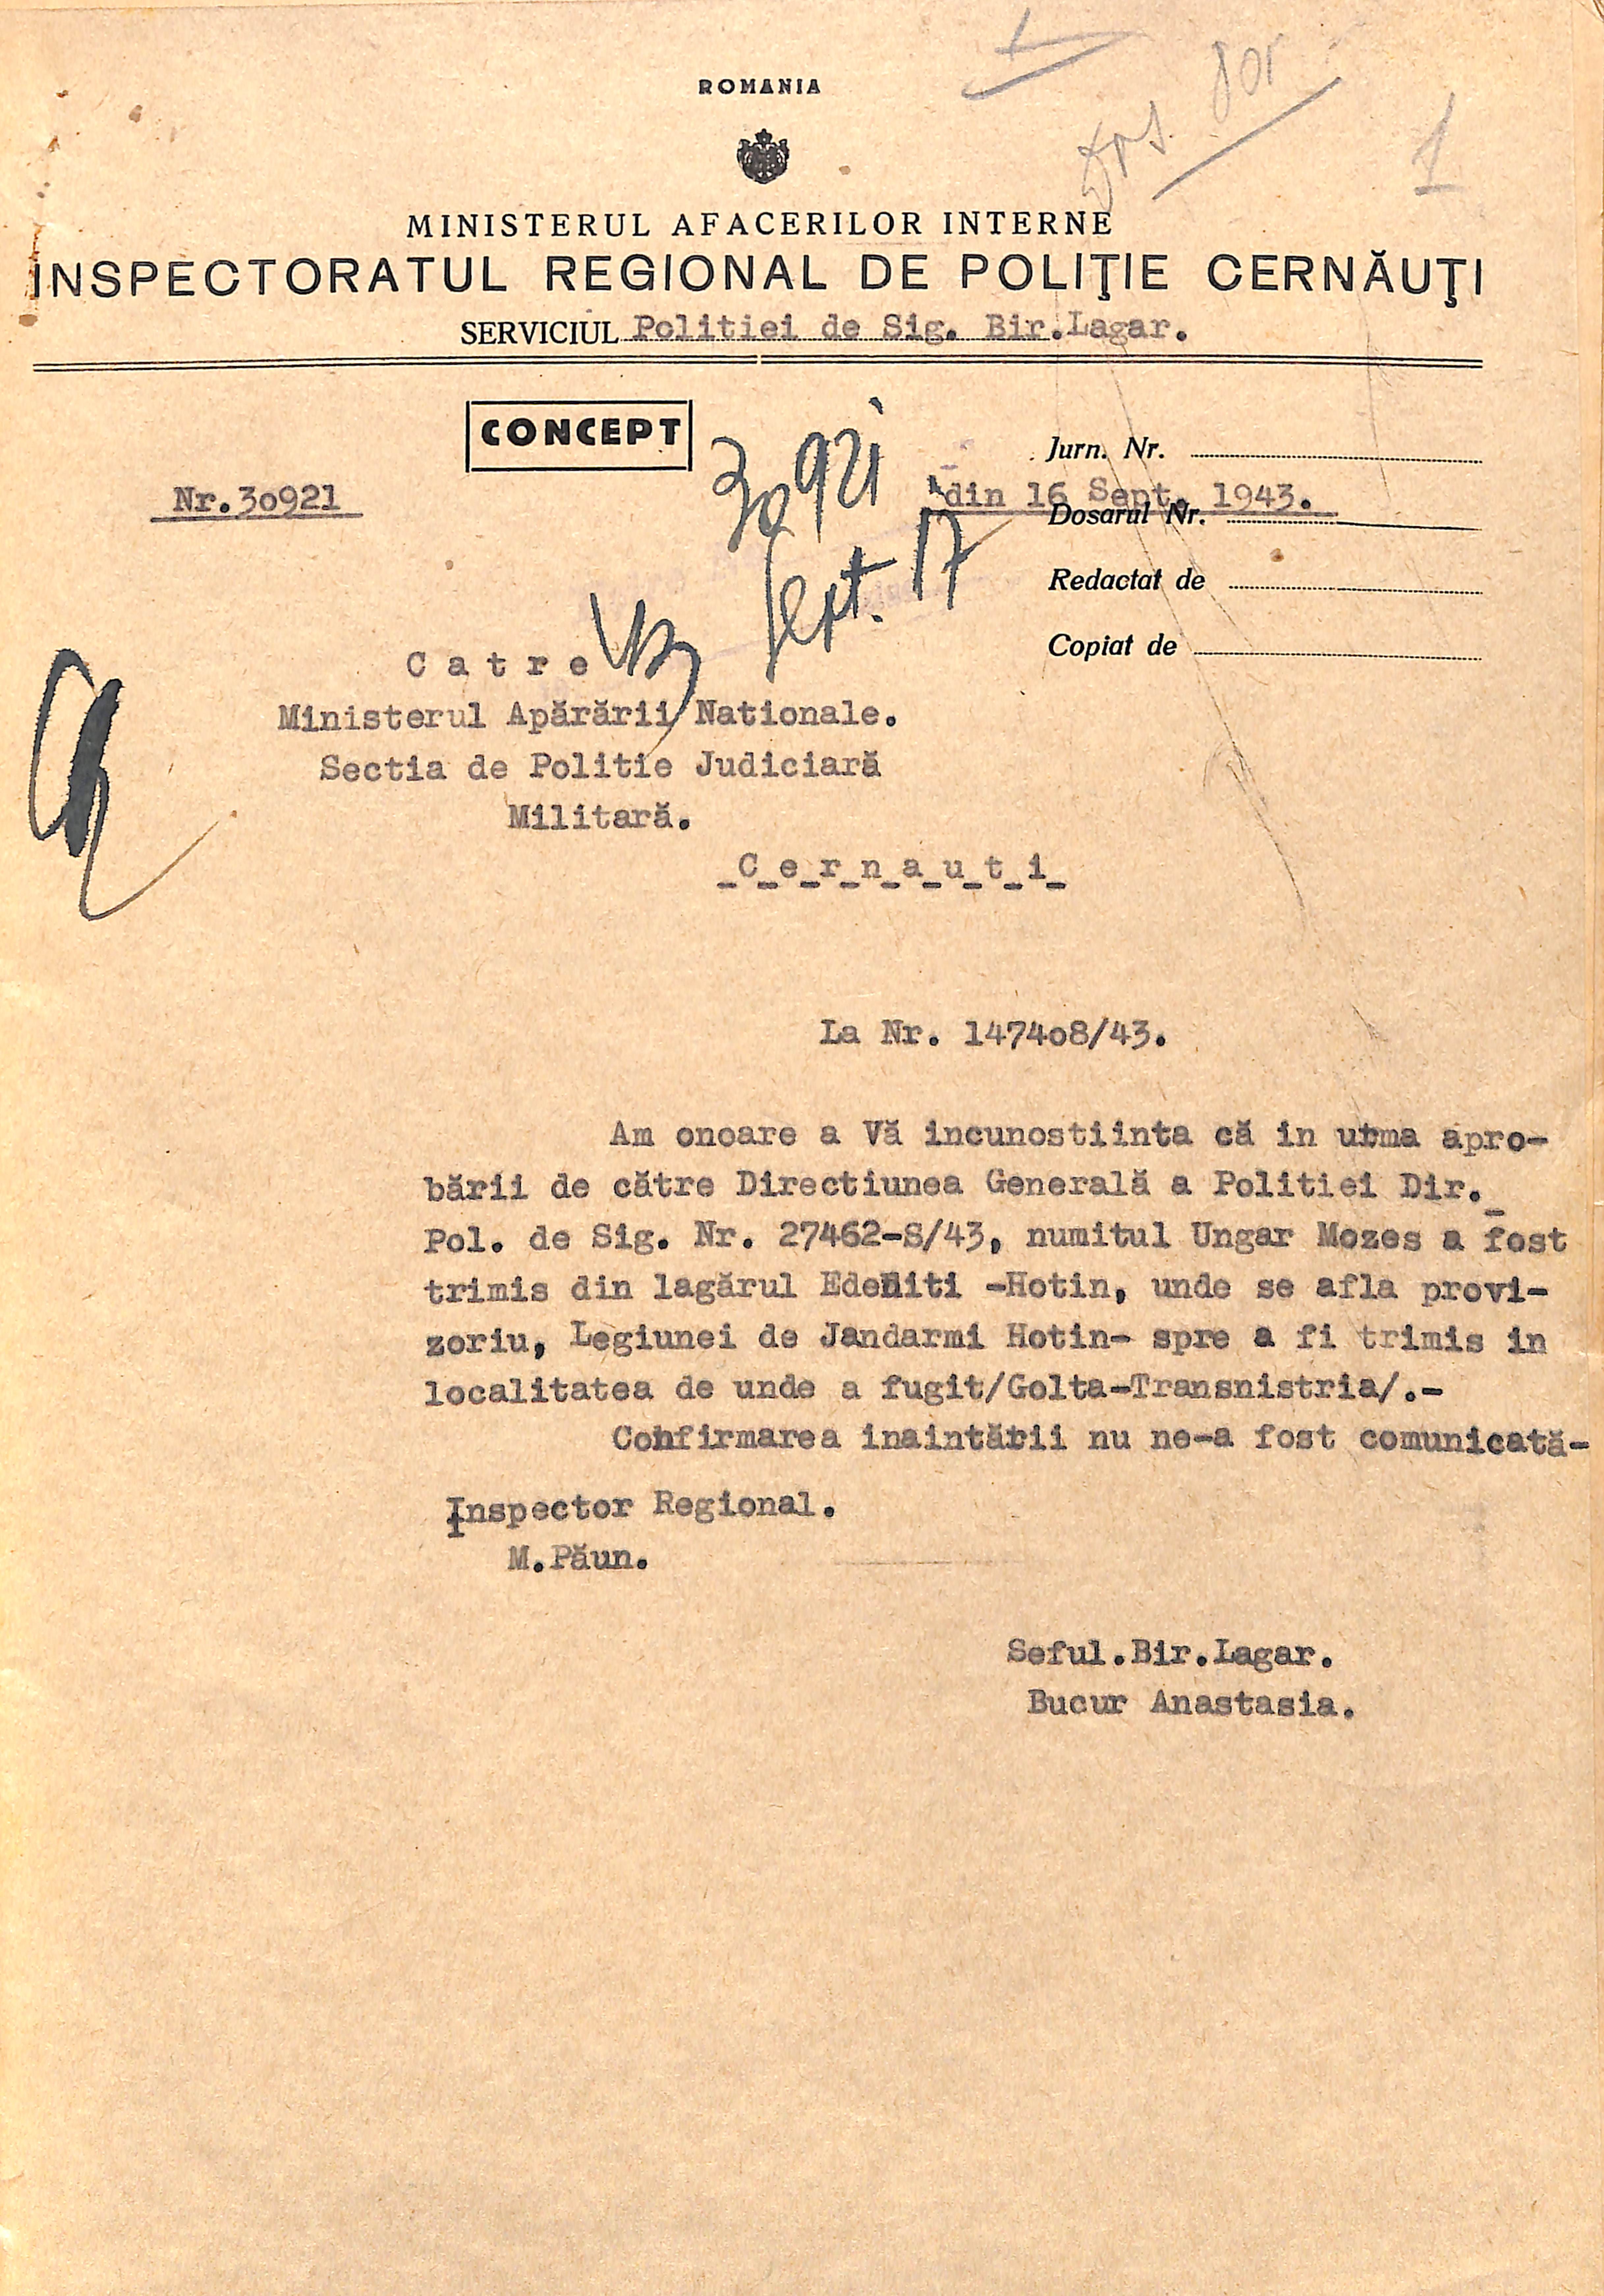 ROMANIA
MINISTERUL AFACERILOR INTERNE
INSPECTORATUL REGIONAL DE POLIŢIE CERNĂUŢI
SERVICIUL Politiei de Sig. Bir.Lagar.
CONCEPT
1
Jurn. Nr.
Nr.30921
30921
din 16 Sept. 1943.
Dosarul Nr.
Sept. 17
Redactat de
Copiat de
C a t r e
Ministerul Apărării Nationale.
Sectia de Politie Judiciară
Militară.
_C_e_r_n_a_u_t_i_
La Nr. 147408/43.
Am onoare a Vă incunostiinta că in urma apro-
bării de către Directiunea Generală a Politiei Dir._
Pol. de Sig. Nr. 27462-S/43, numitul Ungar Mozes a fost
trimis din lagărul Edeniti -Hotin, unde se afla provi-
zoriu, Legiunei de Jandarmi Hotin- spre a fi trimis in
localitatea de unde a fugit/Golta-Transnistria/.-
Confirmarea inaintării nu ne-a fost comunicată-
Inspector Regional.
M.Păun.
Seful.Bir.Lagar.
Bucur Anastasia.